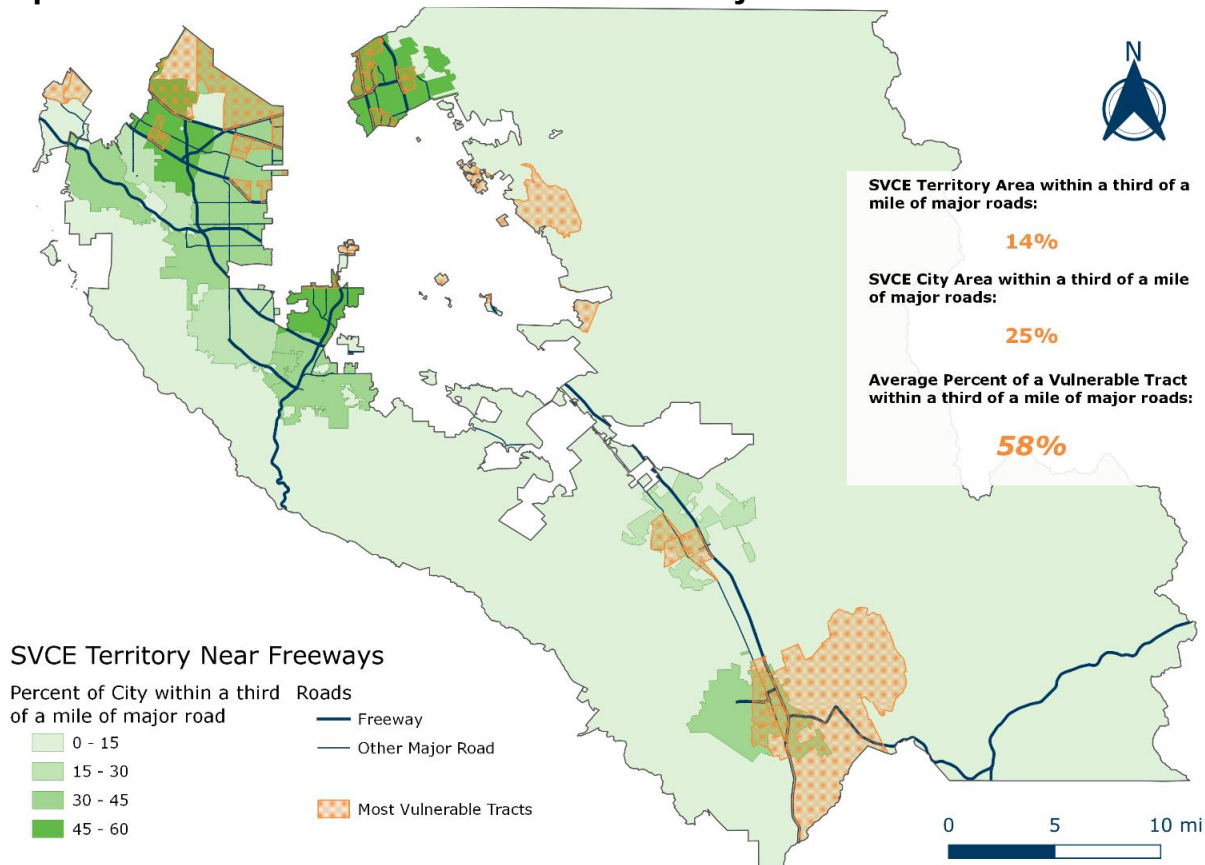 N
SVCE Territory Area within a third of a
mile of major roads:
14%
SVCE City Area within a third of a mile
of major roads:
25%
Average Percent of a Vulnerable Tract
within a third of a mile of major roads:
58%
SVCE Territory Near Freeways
Percent of City within a third
of a mile of major road
0 - 15
15 - 30
30 - 45
45 - 60
Roads
Freeway
Other Major Road
Most Vulnerable Tracts
0 5 10 mi